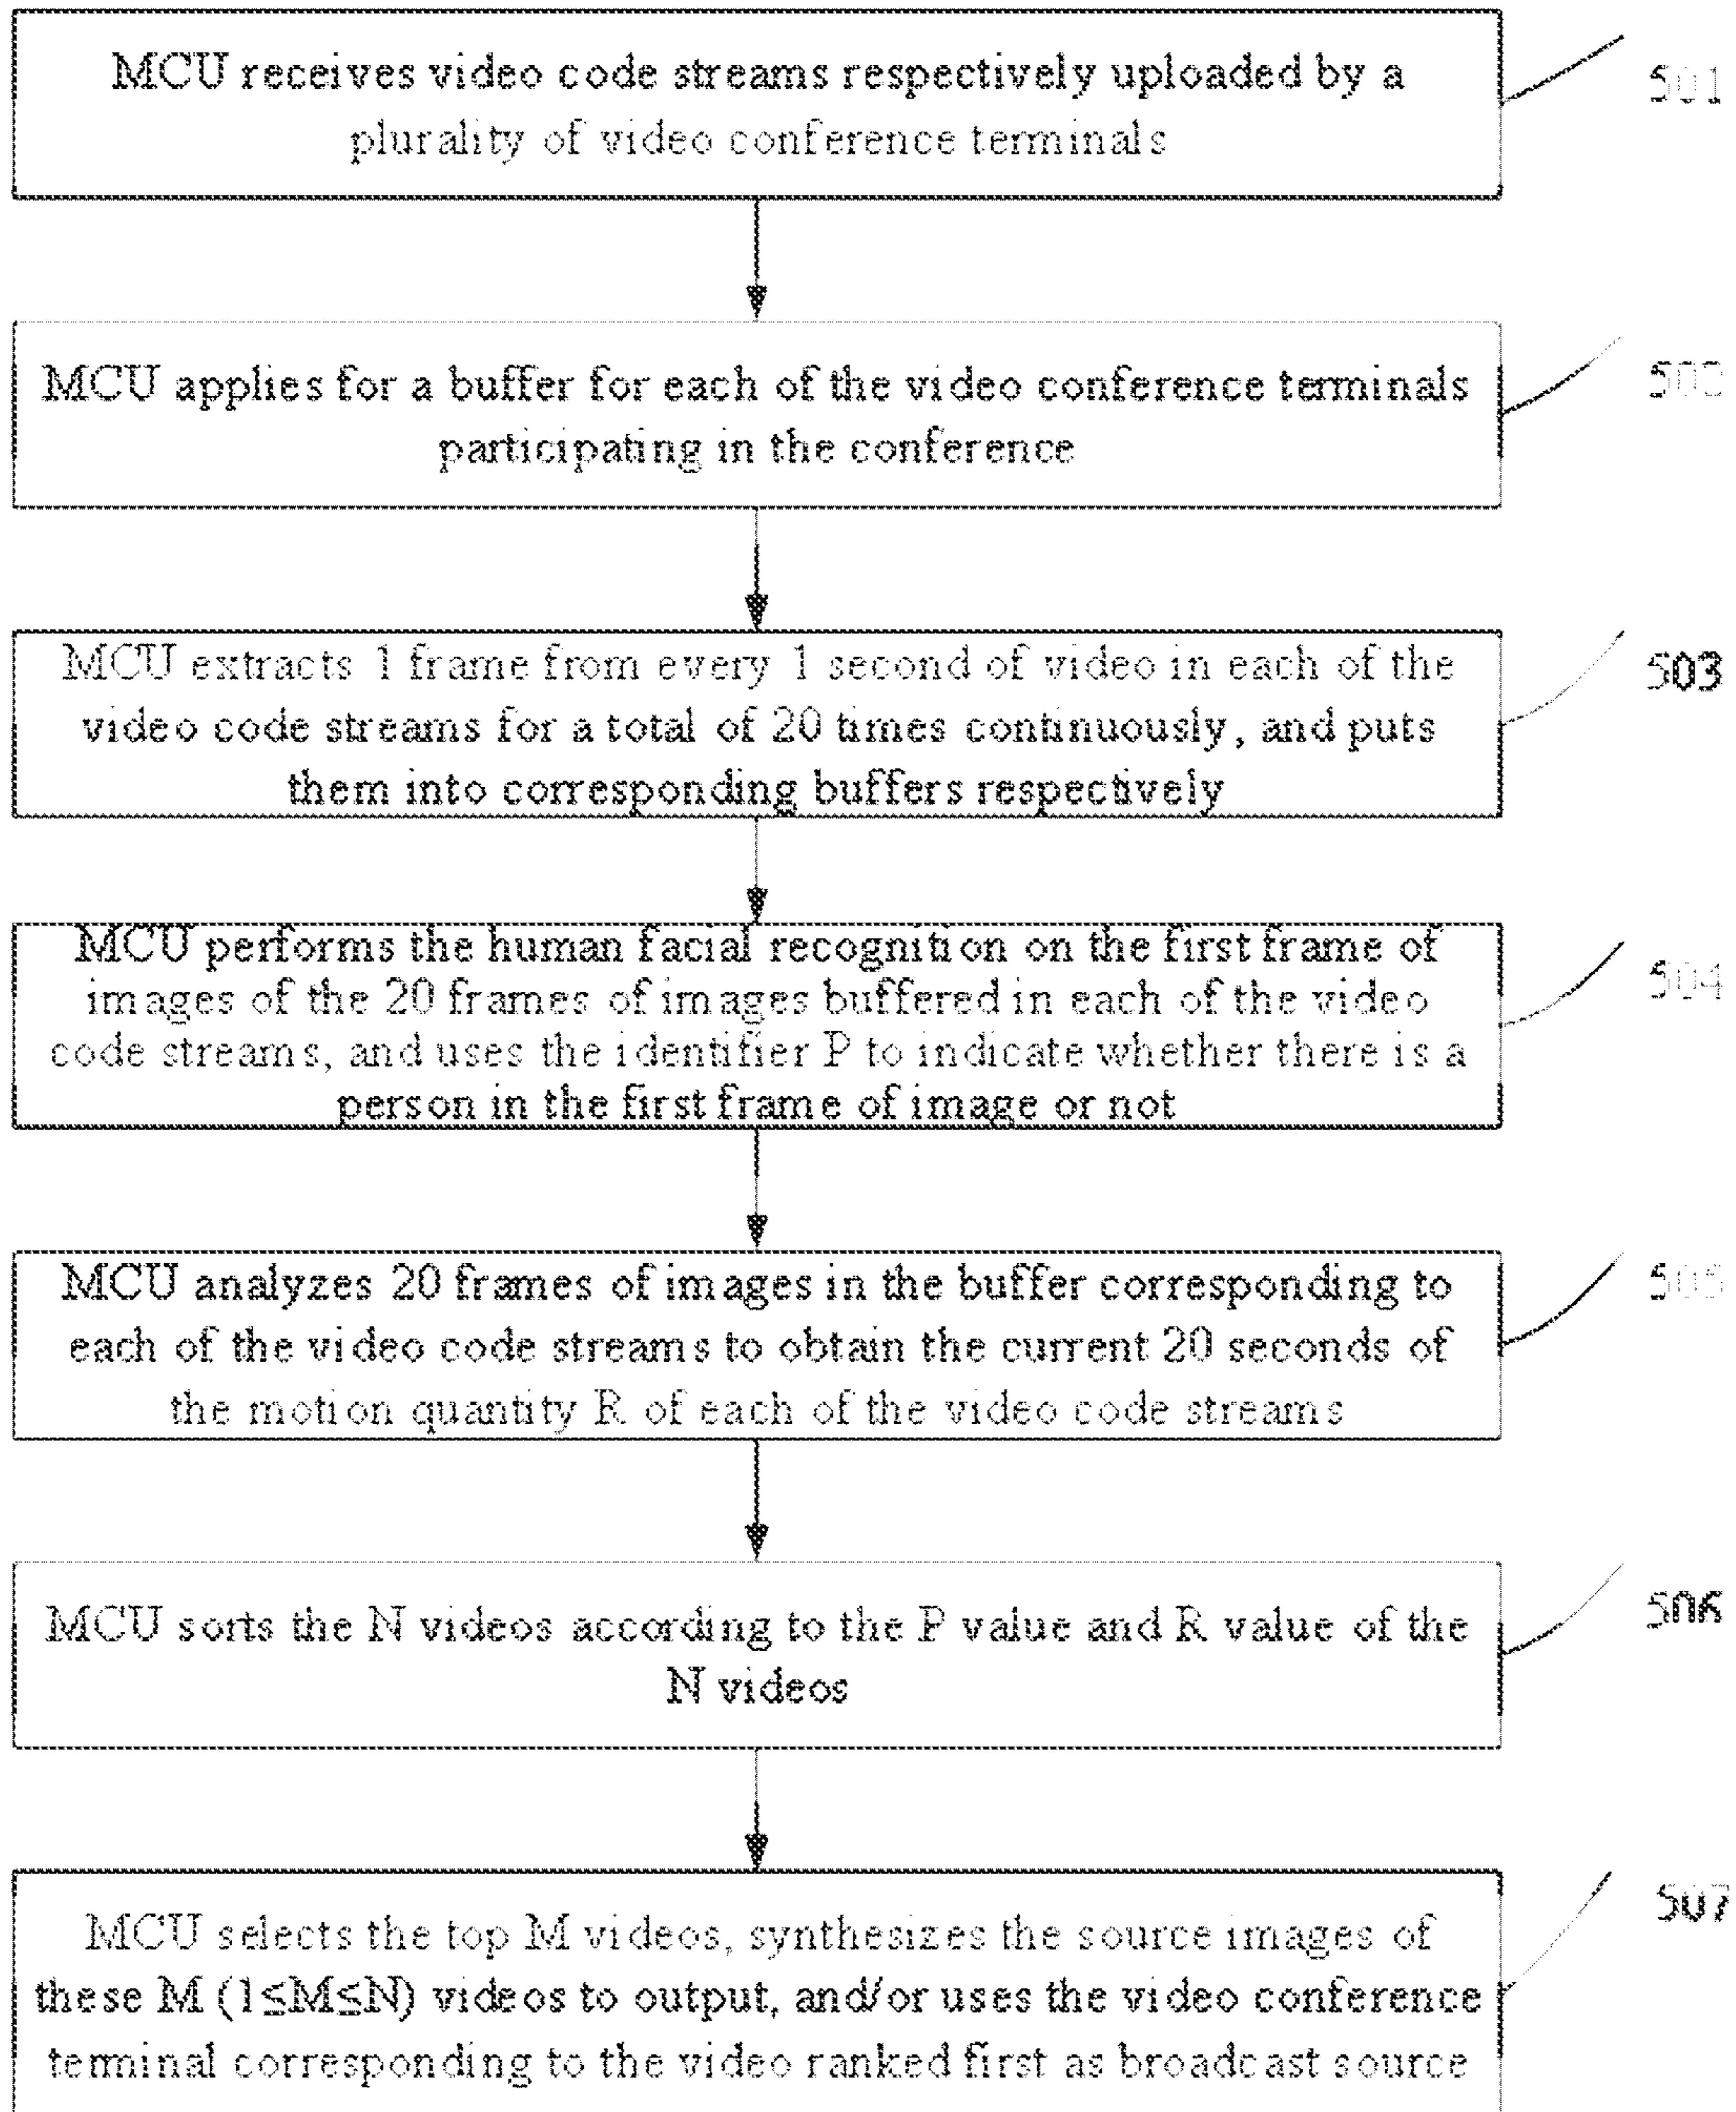 MCU receives video code streams respectively uploaded by a
plurality of video conference terminals
501
MCU applies for a buffer for each of the video conference terminals
participating in the conference
502
MCU extracts 1 frame from every 1 second of video in each of the
video code streams for a total of 20 times continuously, and puts
them into corresponding buffers respectively
503
MCU performs the human facial recognition on the first frame of
images of the 20 frames of images buffered in each of the video
code streams, and uses the identifier P to indicate whether there is a
person in the first frame of image or not
504
MCU analyzes 20 frames of images in the buffer corresponding to
each of the video code streams to obtain the current 20 seconds of
the motion quantity R of each of the video code streams
505
MCU sorts the N videos according to the P value and R value of the
N videos
506
MCU selects the top M videos, synthesizes the source images of
these M (1≤M≤N) videos to output, and/or uses the video conference
terminal corresponding to the video ranked first as broadcast source
507